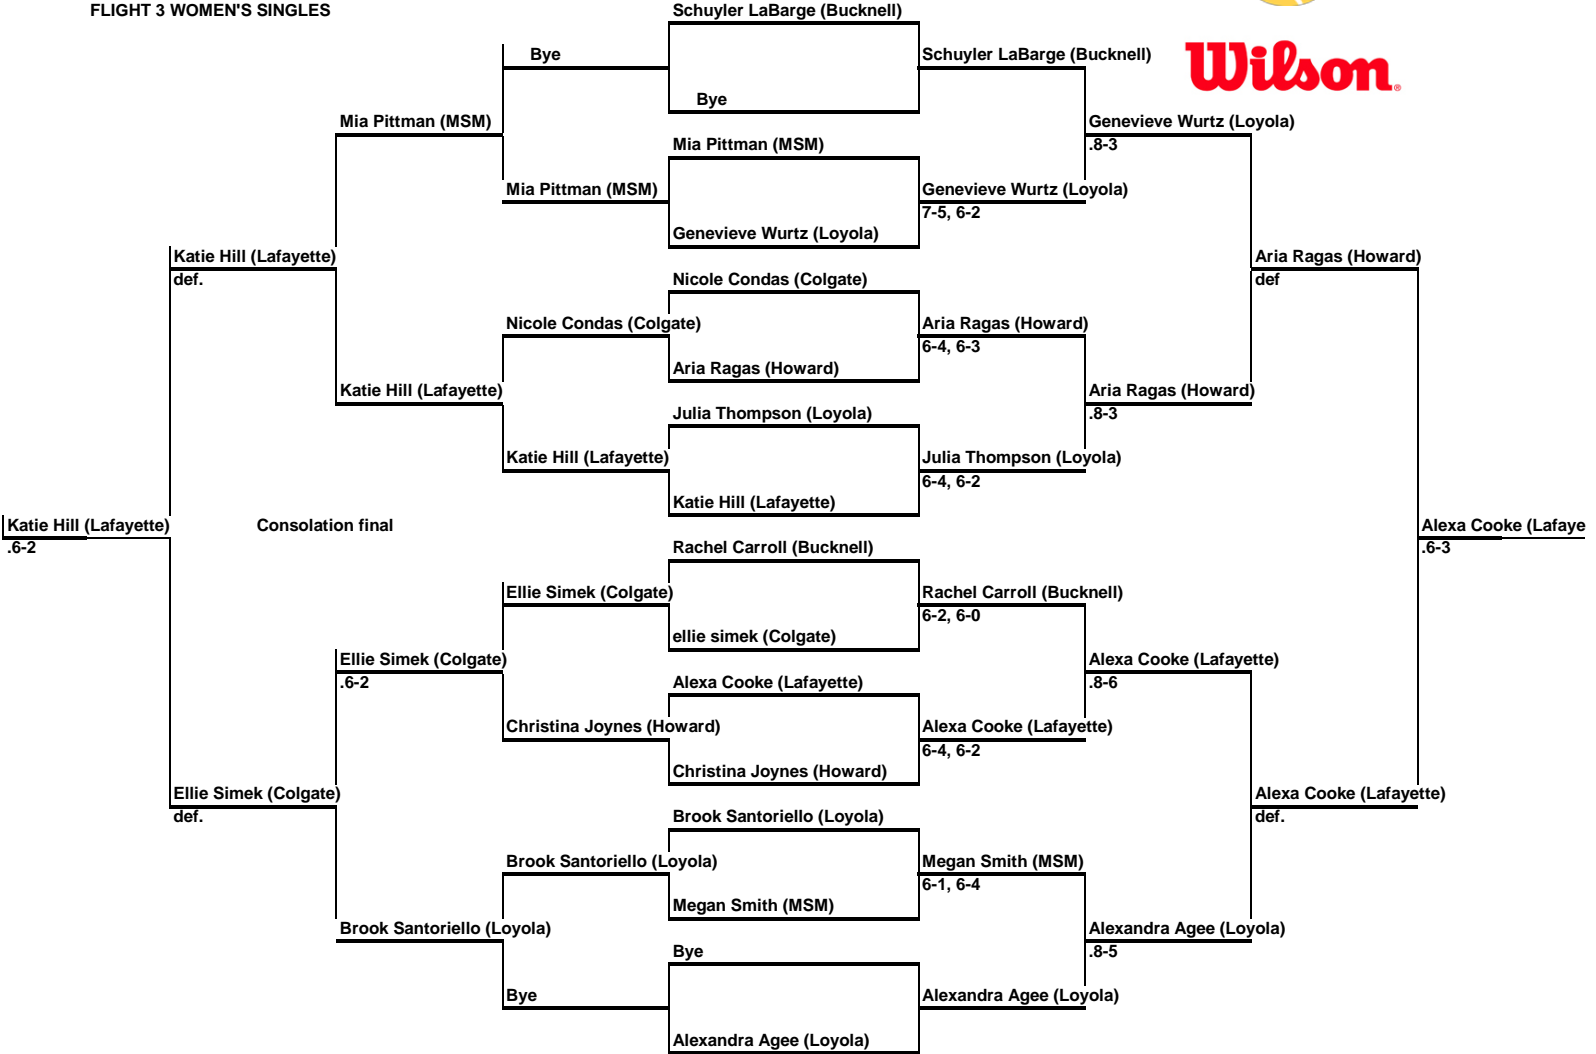 FLIGHT 3 WOMEN'S SINGLES
Schuyler LaBarge (Bucknell)
Bye
Schuyler LaBarge (Bucknell)
Wilson
Bye
Mia Pittman (MSM)
Genevieve Wurtz (Loyola)
.8-3
Mia Pittman (MSM)
Mia Pittman (MSM)
Genevieve Wurtz (Loyola)
7-5, 6-2
Genevieve Wurtz (Loyola)
Katie Hill (Lafayette)
Aria Ragas (Howard)
def.
def
Nicole Condas (Colgate)
Nicole Condas (Colgate)
Aria Ragas (Howard)
6-4, 6-3
Aria Ragas (Howard)
Katie Hill (Lafayette)
Aria Ragas (Howard)
.8-3
Julia Thompson (Loyola)
Katie Hill (Lafayette)
Julia Thompson (Loyola)
6-4, 6-2
Katie Hill (Lafayette)
Katie Hill (Lafayette)
Consolation final
Alexa Cooke (Lafaye
.6-2
.6-3
Rachel Carroll (Bucknell)
Ellie Simek (Colgate)
Rachel Carroll (Bucknell)
6-2, 6-0
ellie simek (Colgate)
Ellie Simek (Colgate)
Alexa Cooke (Lafayette)
.6-2
.8-6
Alexa Cooke (Lafayette)
Christina Joynes (Howard)
Alexa Cooke (Lafayette)
6-4, 6-2
Christina Joynes (Howard)
Ellie Simek (Colgate)
Alexa Cooke (Lafayette)
def.
def.
Brook Santoriello (Loyola)
Brook Santoriello (Loyola)
Megan Smith (MSM)
6-1, 6-4
Megan Smith (MSM)
Brook Santoriello (Loyola)
Alexandra Agee (Loyola)
.8-5
Bye
Bye
Alexandra Agee (Loyola)
Alexandra Agee (Loyola)